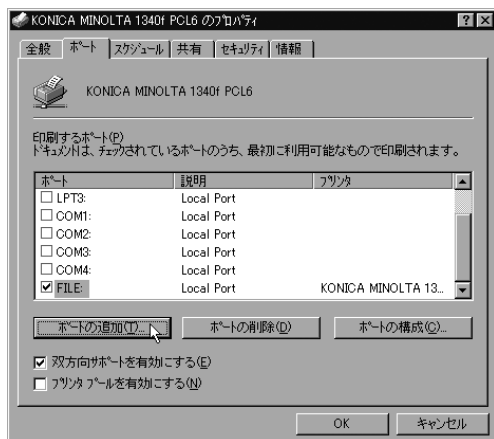 KONICA MINOLTA 1340f PCL6 のﾌﾟﾛﾊﾟﾃｨ
全般 ﾎﾟｰﾄ ｽｹｼﾞｭｰﾙ 共有 ｾｷｭﾘﾃｨ 情報
KONICA MINOLTA 1340f PCL6
印刷するﾎﾟｰﾄ(P)
ﾄﾞｷｭﾒﾝﾄは、ﾁｪｯｸされているﾎﾟｰﾄのうち、最初に利用可能なもので印刷されます。
ﾎﾟｰﾄ 説明 ﾌﾟﾘﾝﾀ
LPT3: Local Port
COM1: Local Port
COM2: Local Port
COM3: Local Port
COM4: Local Port
FILE: Local Port KONICA MINOLTA 13...
ﾎﾟｰﾄの追加(T)... ﾎﾟｰﾄの削除(D) ﾎﾟｰﾄの構成(C)...
双方向ｻﾎﾟｰﾄを有効にする(E)
ﾌﾟﾘﾝﾀ ﾌﾟｰﾙを有効にする(N)
OK ｷｬﾝｾﾙ